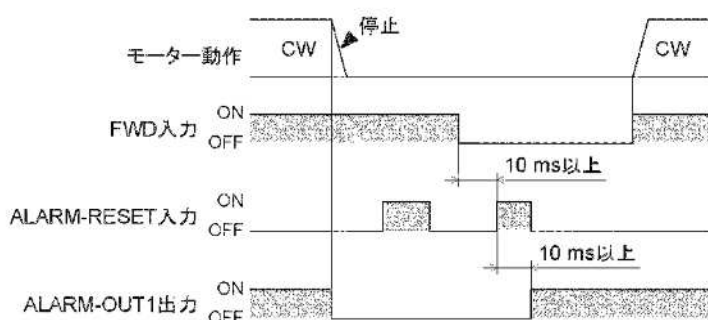 停止
モーター動作 CW CW
FWD入力 ON
OFF
10 ms以上
ALARM-RESET入力 ON
OFF
10 ms以上
ALARM-OUT1出力 ON
OFF